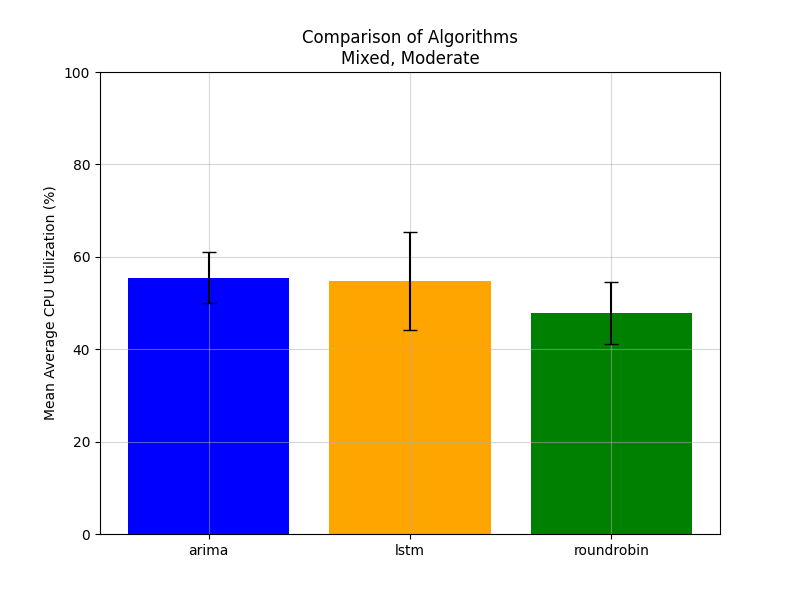 Comparison of Algorithms
Mixed, Moderate
Mean Average CPU Utilization (%)
100
80
60
40
20
0
arima
lstm
roundrobin